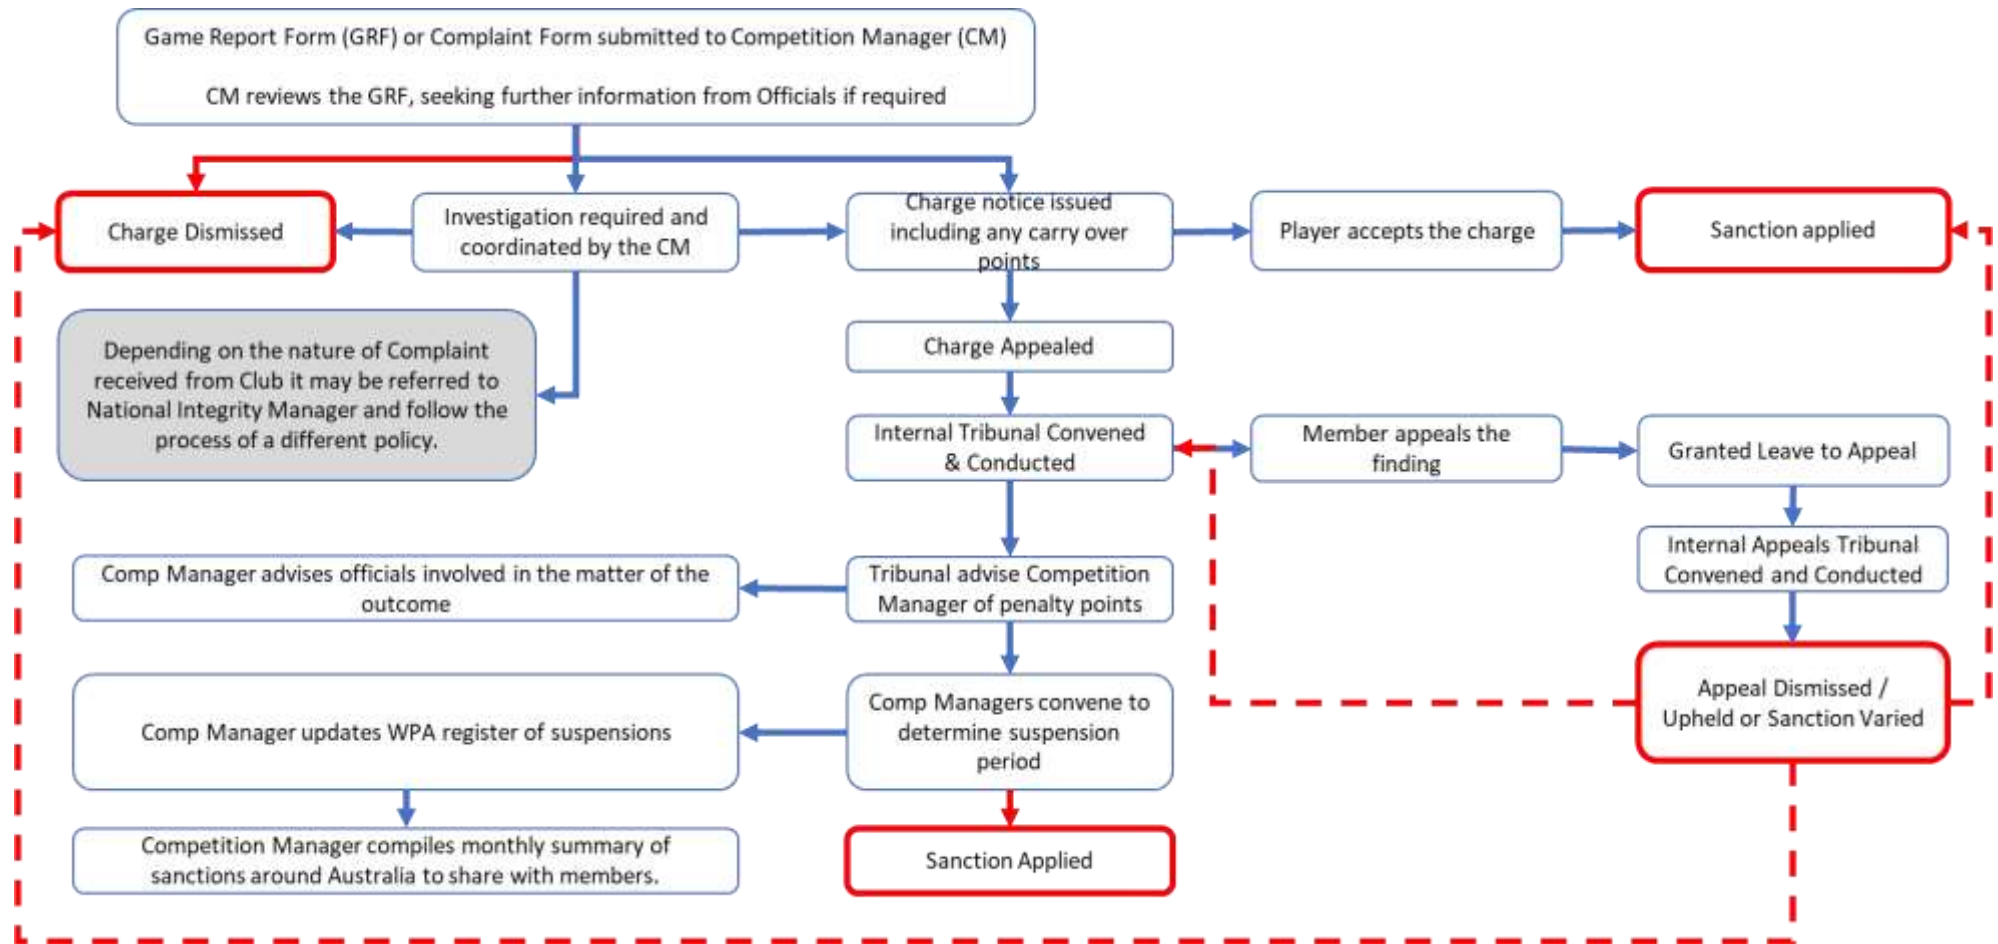 Game Report Form (GRF) or Complaint Form submitted to Competition Manager (CM)
CM reviews the GRF, seeking further information from Officials if required
Charge Dismissed
Investigation required and
coordinated by the CM
Charge notice issued
including any carry over
points
Player accepts the charge
Sanction applied
Depending on the nature of Complaint
received from Club it may be referred to
National Integrity Manager and follow the
process of a different policy.
Charge Appealed
Internal Tribunal Convened
& Conducted
Member appeals the
finding
Granted Leave to Appeal
Internal Appeals Tribunal
Convened and Conducted
Comp Manager advises officials involved in the matter of the
outcome
Tribunal advise Competition
Manager of penalty points
Appeal Dismissed /
Upheld or Sanction Varied
Comp Manager updates WPA register of suspensions
Comp Managers convene to
determine suspension
period
Competition Manager compiles monthly summary of
sanctions around Australia to share with members.
Sanction Applied